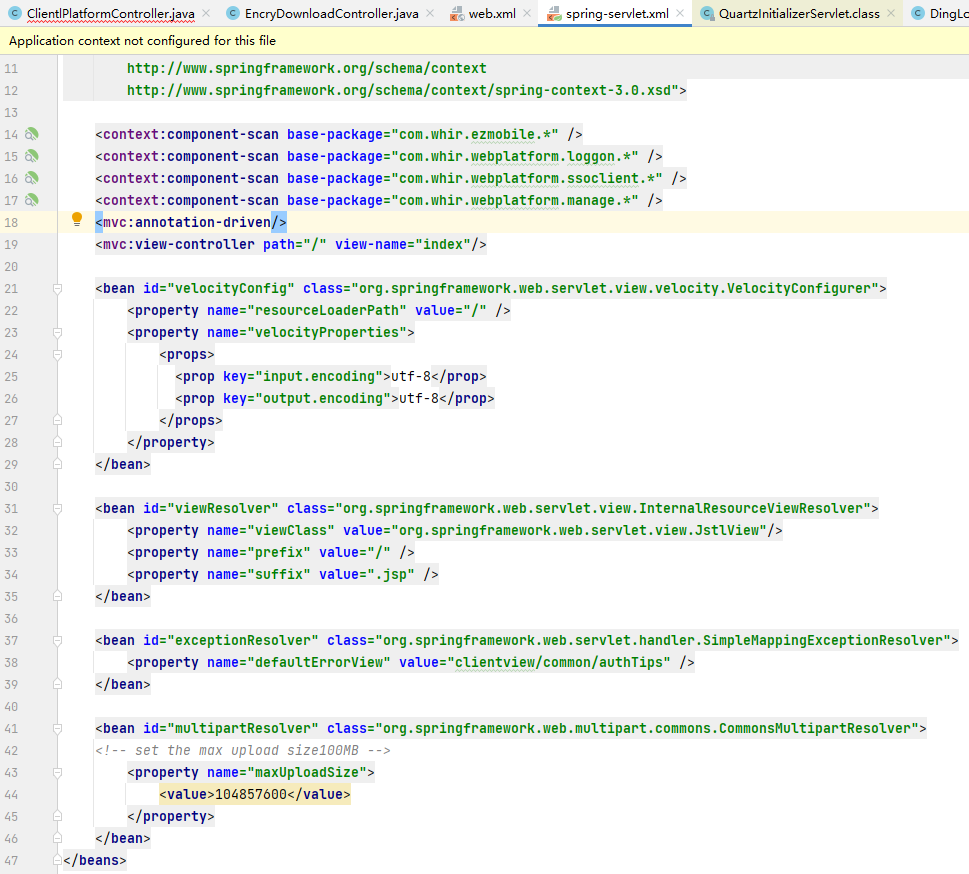 ClientlPlatformController.java EncryDownloadController.java web.xml spring-servlet.xml QuartzInitializerServlet.class DingLo
Application context not configured for this file
11 http://www.springframework.org/schema/context
12 http://www.springframework.org/schema/context/spring-context-3.0.xsd">
13
14 <context:component-scan base-package="com.whir.ezmobile.*" />
15 <context:component-scan base-package="com.whir.webplatform.loggon.*" />
16 <context:component-scan base-package="com.whir.webplatform.ssoclient.*" />
17 <context:component-scan base-package="com.whir.webplatform.manage.*" />
18 <mvc:annotation-driven/>
19 <mvc:view-controller path="/" view-name="index"/>
20
21 <bean id="velocityConfig" class="org.springframework.web.servlet.view.velocity.VelocityConfigurer">
22 <property name="resourceLoaderPath" value="/" />
23 <property name="velocityProperties">
24 <props>
25 <prop key="input.encoding">utf-8</prop>
26 <prop key="output.encoding">utf-8</prop>
27 </props>
28 </property>
29 </bean>
30
31 <bean id="viewResolver" class="org.springframework.web.servlet.view.InternalResourceViewResolver">
32 <property name="viewClass" value="org.springframework.web.servlet.view.JstlView"/>
33 <property name="prefix" value="/" />
34 <property name="suffix" value=".jsp" />
35 </bean>
36
37 <bean id="exceptionResolver" class="org.springframework.web.servlet.handler.SimpleMappingExceptionResolver">
38 <property name="defaultErrorView" value="clientview/common/authTips" />
39 </bean>
40
41 <bean id="multipartResolver" class="org.springframework.web.multipart.commons.CommonsMultipartResolver">
42 <!-- set the max upload size100MB -->
43 <property name="maxUploadSize">
44 <value>104857600</value>
45 </property>
46 </bean>
47 </beans>